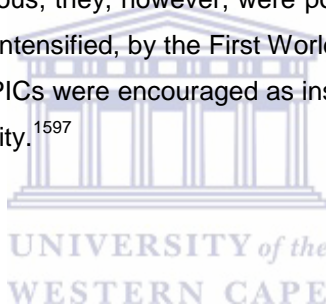 ous, they, however, were po
intensified, by the First World
PICs were encouraged as ins
ity.1597
UNIVERSITY of the
WESTERN CAPE